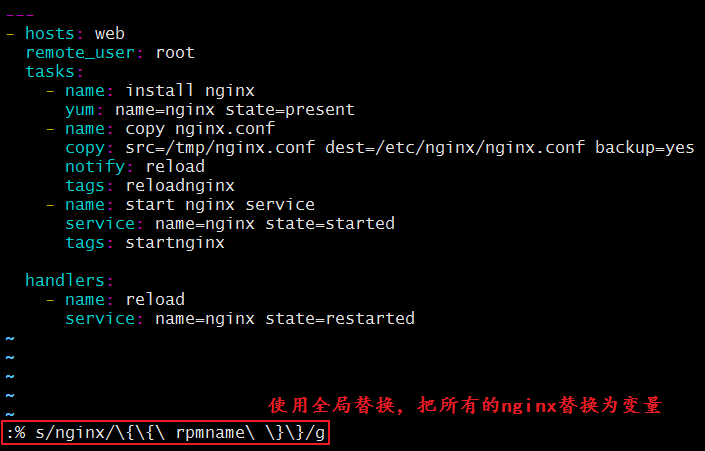 ---
- hosts: web
  remote_user: root
  tasks:
    - name: install nginx
      yum: name=nginx state=present
    - name: copy nginx.conf
      copy: src=/tmp/nginx.conf dest=/etc/nginx/nginx.conf backup=yes
      notify: reload
      tags: reloadnginx
    - name: start nginx service
      service: name=nginx state=started
      tags: startnginx

  handlers:
    - name: reload
      service: name=nginx state=restarted
~
~
~
~
使用全局替换，把所有的nginx替换为变量
~
:% s/nginx/\{\{\ rpmname\ \}\}/g